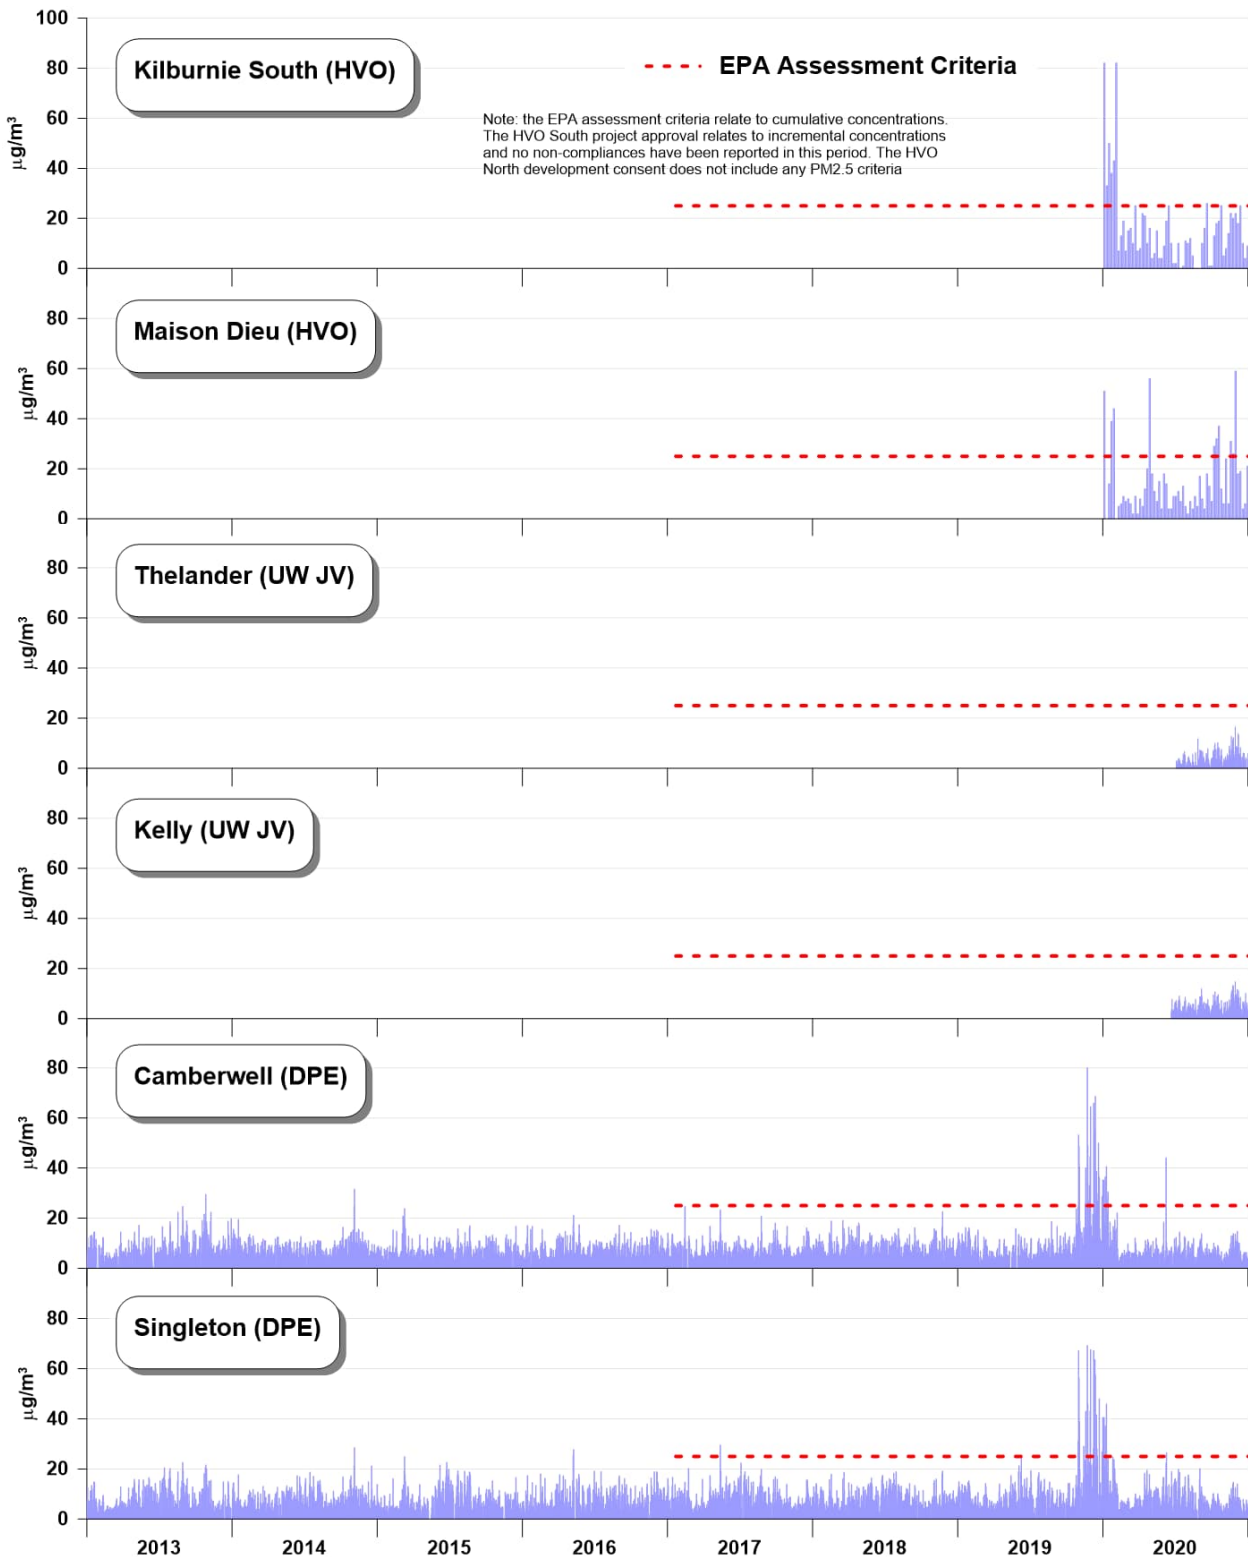 100
80
60
40
20
0
µg/m³
Kilburnie South (HVO)
EPA Assessment Criteria
Note: the EPA assessment criteria relate to cumulative concentrations.
The HVO South project approval relates to incremental concentrations
and no non-compliances have been reported in this period. The HVO
North development consent does not include any PM2.5 criteria
80
60
40
20
0
µg/m³
Maison Dieu (HVO)
80
60
40
20
0
µg/m³
Thelander (UW JV)
80
60
40
20
0
µg/m³
Kelly (UW JV)
80
60
40
20
0
µg/m³
Camberwell (DPE)
80
60
40
20
0
µg/m³
Singleton (DPE)
2013 2014 2015 2016 2017 2018 2019 2020